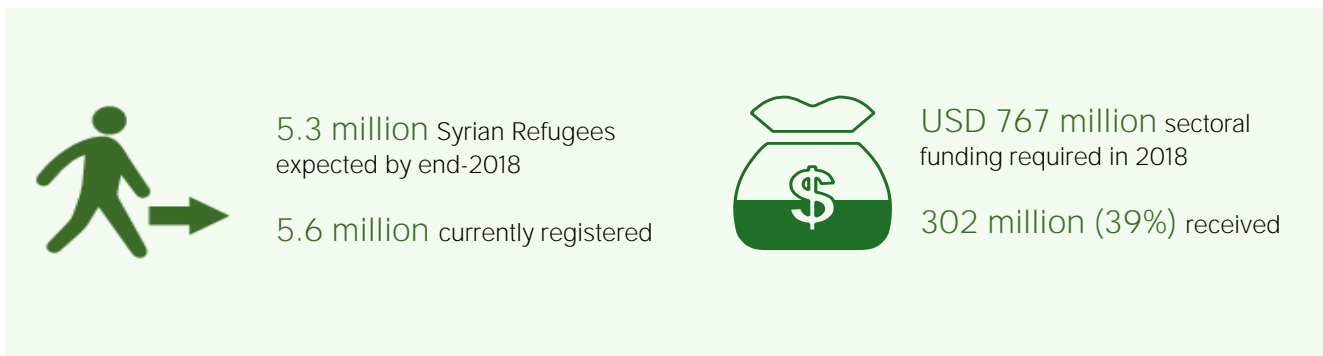 5.3 million Syrian Refugees
expected by end-2018
5.6 million currently registered
$
USD 767 million sectoral
funding required in 2018
302 million (39%) received